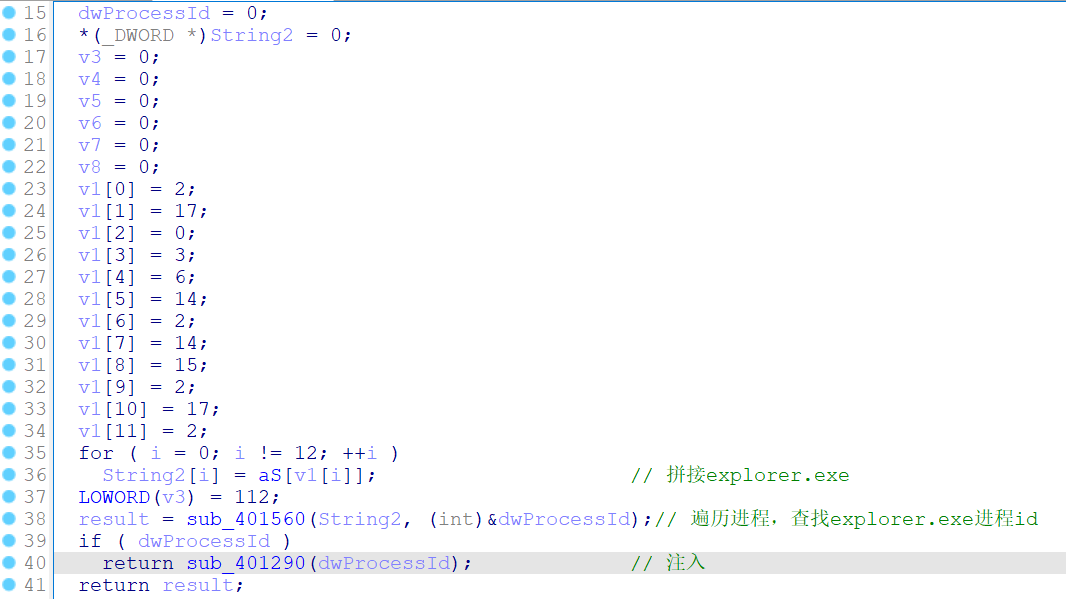 15 dwProcessId = 0;
16 *(_DWORD *)String2 = 0;
17 v3 = 0;
18 v4 = 0;
19 v5 = 0;
20 v6 = 0;
21 v7 = 0;
22 v8 = 0;
23 v1[0] = 2;
24 v1[1] = 17;
25 v1[2] = 0;
26 v1[3] = 3;
27 v1[4] = 6;
28 v1[5] = 14;
29 v1[6] = 2;
30 v1[7] = 14;
31 v1[8] = 15;
32 v1[9] = 2;
33 v1[10] = 17;
34 v1[11] = 2;
35 for ( i = 0; i != 12; ++i )
36 String2[i] = aS[v1[i]]; // 拼接explorer.exe
37 LOWORD(v3) = 112;
38 result = sub_401560(String2, (int)&dwProcessId);// 遍历进程，查找explorer.exe进程id
39 if ( dwProcessId )
40 return sub_401290(dwProcessId); // 注入
41 return result;